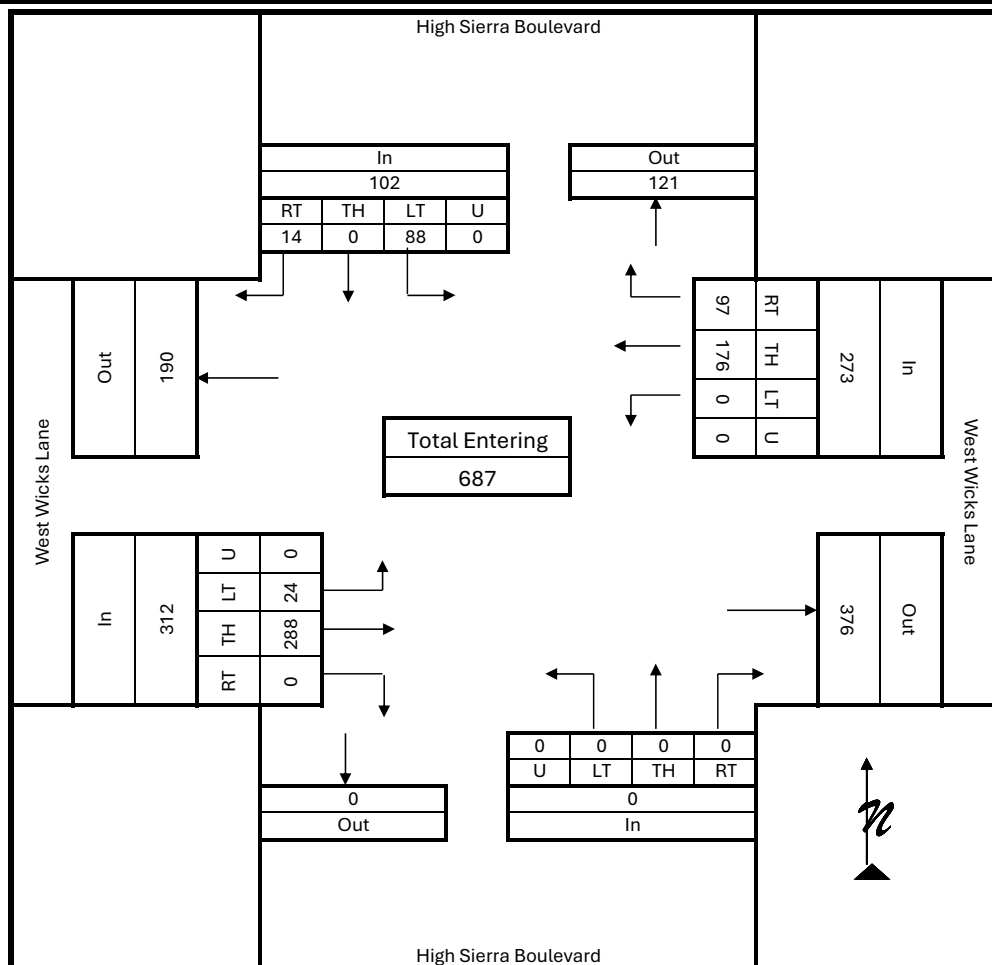 High Sierra Boulevard
In
102
RT TH LT U
14 0 88 0
Out
121
Out
190
RT TH LT U
97 176 0 0
273
In
West Wicks Lane
West Wicks Lane
Total Entering
687
In
312
U LT TH RT
0 24 288 0
376
Out
0 0 0 0
U LT TH RT
0
In
0
Out
n
High Sierra Boulevard